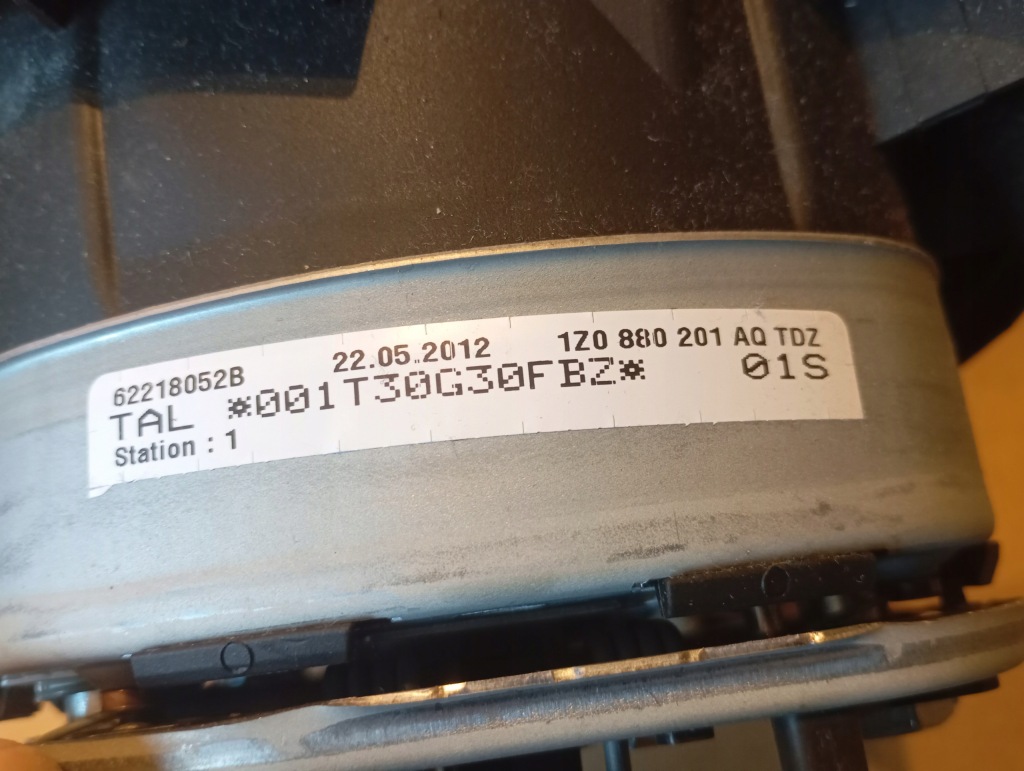 62218052B 22.05.2012 1Z0 880 201 AQ TDZ
TAL *001T30G30FBZ* 01S
Station : 1